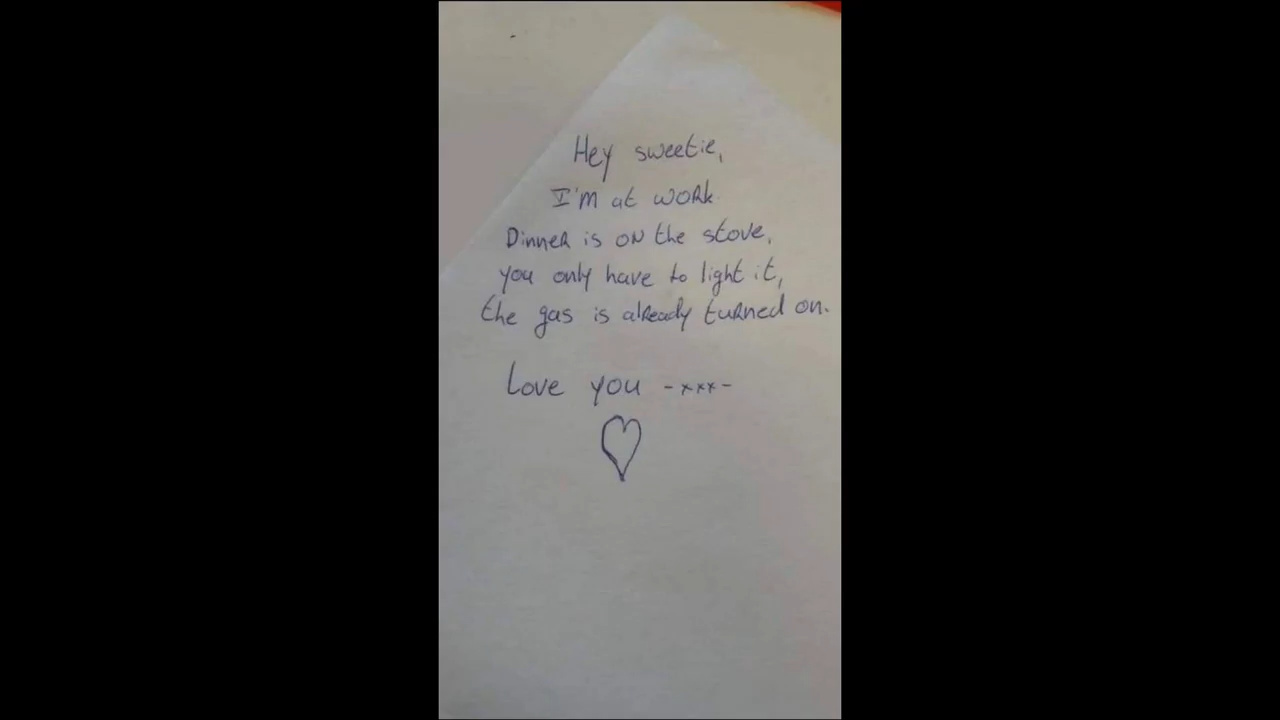 Hey sweetie,
I'm at work.
Dinner is on the stove,
you only have to light it,
the gas is already turned on.
Love you -xxx-